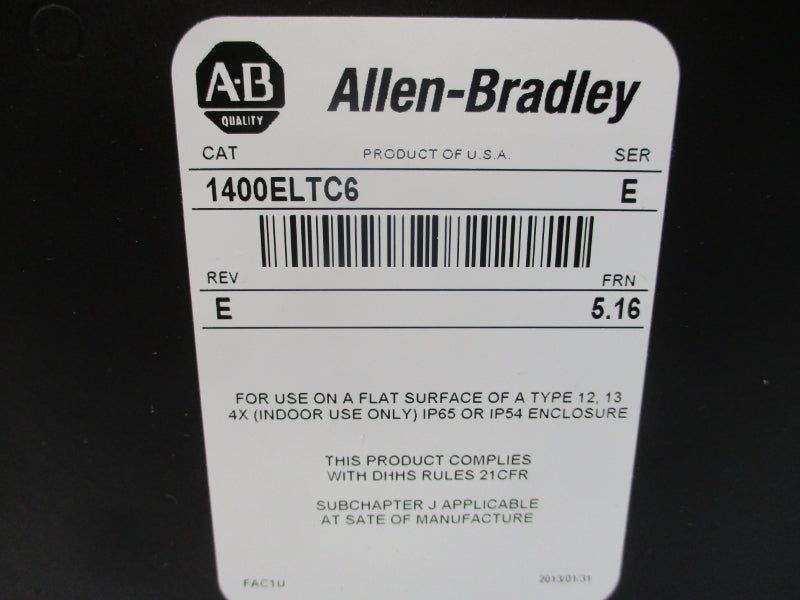 A-B
QUALITY
Allen-Bradley
CAT PRODUCT OF U.S.A. SER
1400ELTC6 E
REV FRN
E 5.16
FOR USE ON A FLAT SURFACE OF A TYPE 12, 13
4X (INDOOR USE ONLY) IP65 OR IP54 ENCLOSURE
THIS PRODUCT COMPLIES
WITH DHHS RULES 21CFR
SUBCHAPTER J APPLICABLE
AT SATE OF MANUFACTURE
FAC1U 2013/01/31